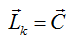 L⃗ₖ = C⃗